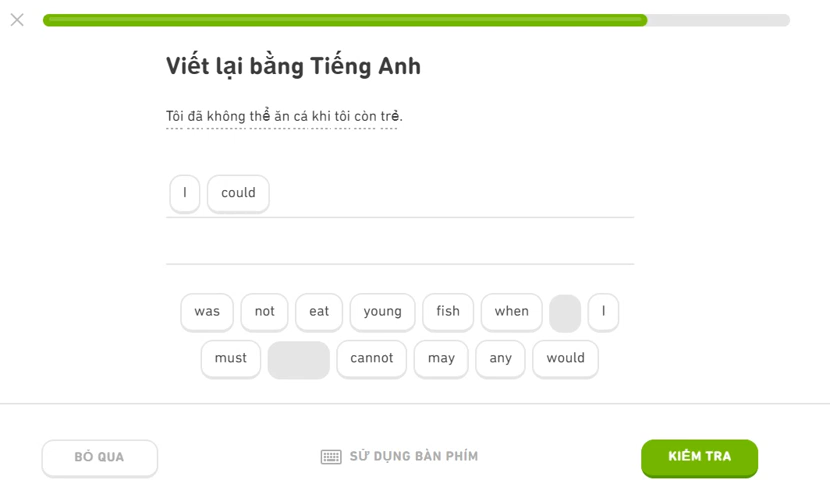 Viết lại bằng Tiếng Anh
Tôi đã không thể ăn cá khi tôi còn trẻ.
I could
was not eat young fish when I
must cannot may any would
BỎ QUA SỬ DỤNG BÀN PHÍM KIỂM TRA